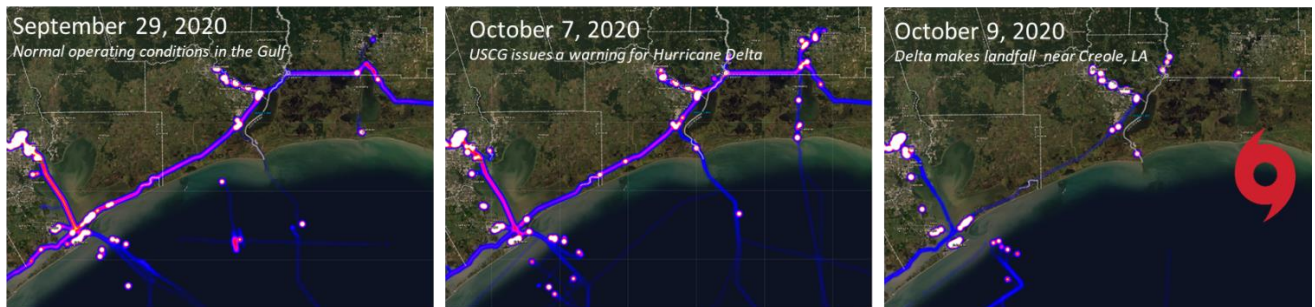 September 29, 2020
Normal operating conditions in the Gulf
October 7, 2020
USCG issues a warning for Hurricane Delta
October 9, 2020
Delta makes landfall near Creole, LA